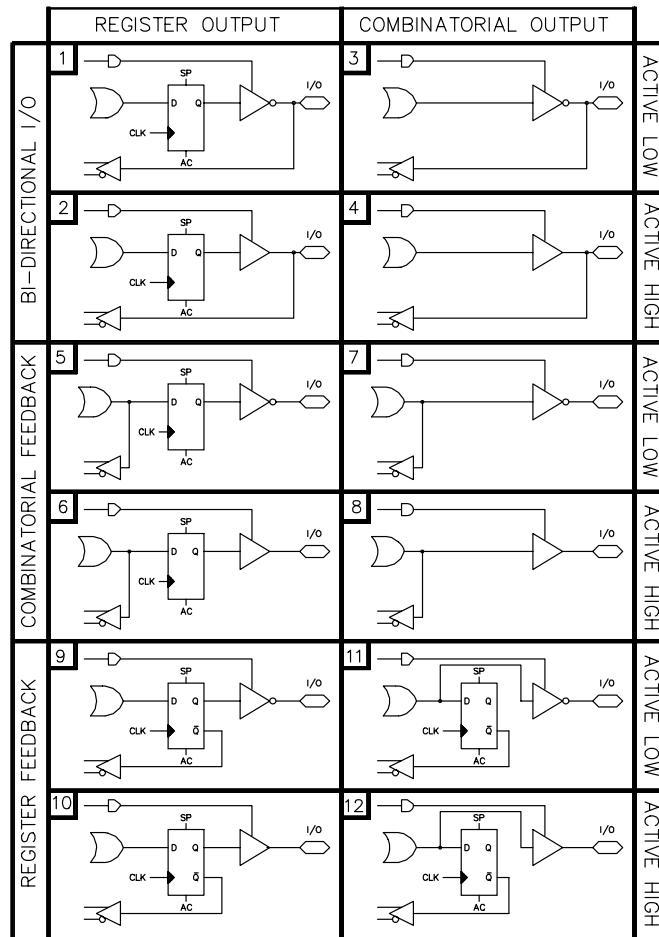 REGISTER OUTPUT
COMBINATORIAL OUTPUT
BI-DIRECTIONAL I/O
1
SP
I/O
D Q
CLK
AC
3
I/O
ACTIVE LOW
2
SP
I/O
D Q
CLK
AC
4
I/O
ACTIVE HIGH
COMBINATORIAL FEEDBACK
5
SP
I/O
D Q
CLK
AC
7
I/O
ACTIVE LOW
6
SP
I/O
D Q
CLK
AC
8
I/O
ACTIVE HIGH
REGISTER FEEDBACK
9
SP
I/O
D Q
CLK Q̅
AC
11
SP
I/O
D Q
CLK Q̅
AC
ACTIVE LOW
10
SP
I/O
D Q
CLK Q̅
AC
12
SP
I/O
D Q
CLK Q̅
AC
ACTIVE HIGH